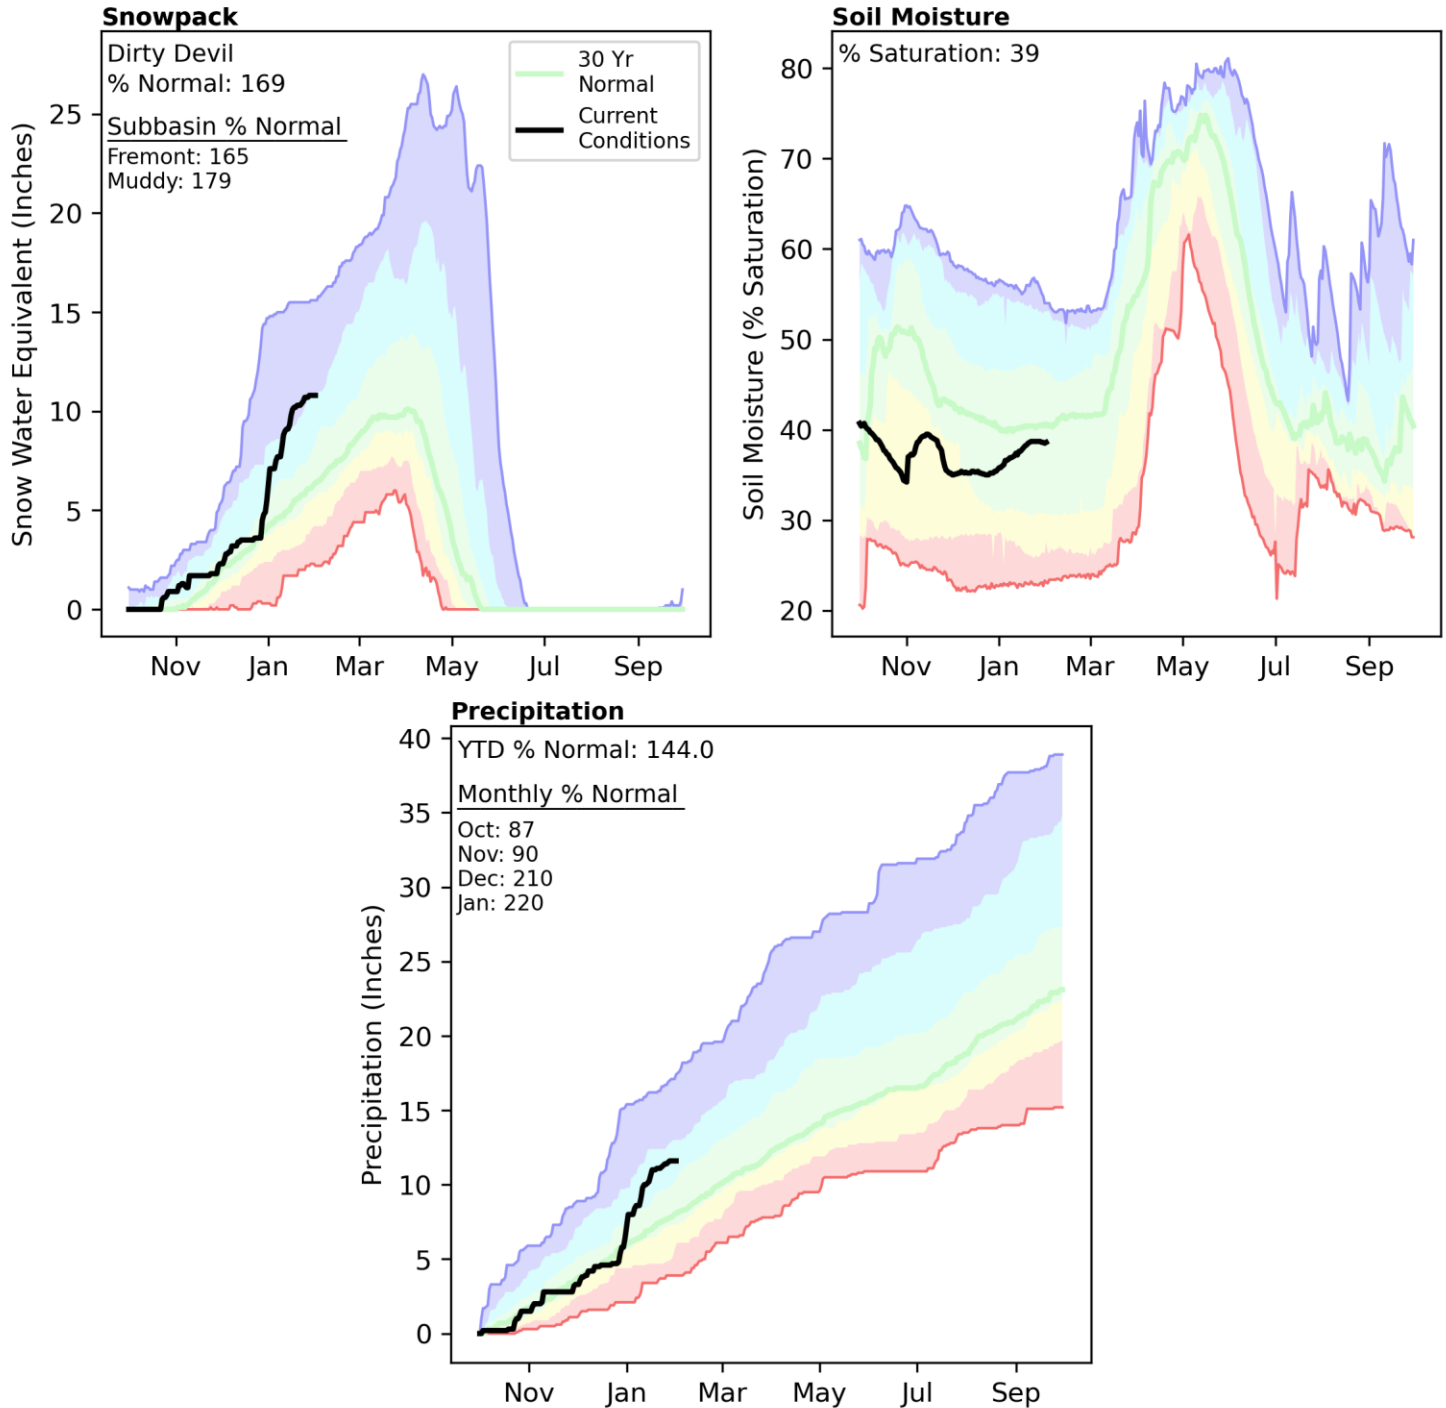 Snowpack
Dirty Devil
% Normal: 169
Subbasin % Normal
Fremont: 165
Muddy: 179
30 Yr
Normal
Current
Conditions
Snow Water Equivalent (Inches)
25
20
15
10
5
0
Nov Jan Mar May Jul Sep
Soil Moisture
% Saturation: 39
Soil Moisture (% Saturation)
80
70
60
50
40
30
20
Nov Jan Mar May Jul Sep
Precipitation
YTD % Normal: 144.0
Monthly % Normal
Oct: 87
Nov: 90
Dec: 210
Jan: 220
Precipitation (Inches)
40
35
30
25
20
15
10
5
0
Nov Jan Mar May Jul Sep